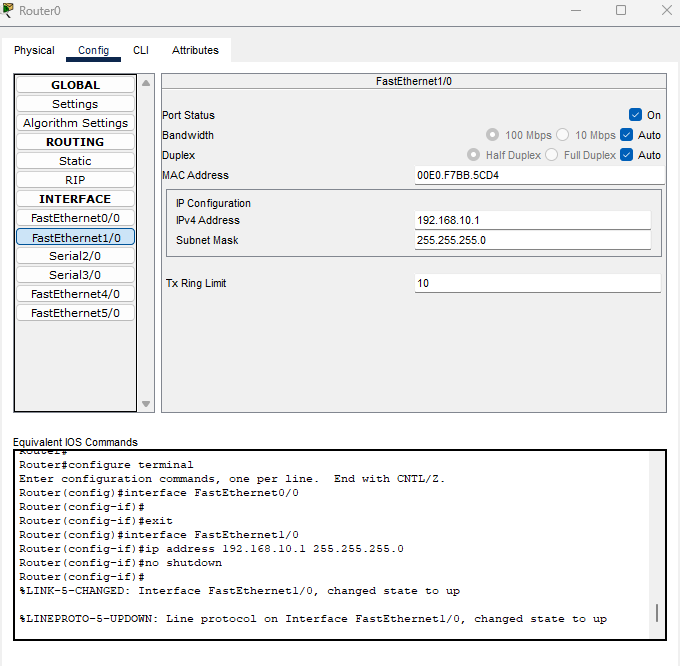 Router0
Physical Config CLI Attributes
GLOBAL
Settings
Algorithm Settings
ROUTING
Static
RIP
INTERFACE
FastEthernet0/0
FastEthernet1/0
Serial2/0
Serial3/0
FastEthernet4/0
FastEthernet5/0
FastEthernet1/0
Port Status On
Bandwidth 100 Mbps 10 Mbps Auto
Duplex Half Duplex Full Duplex Auto
MAC Address 00E0.F7BB.5CD4
IP Configuration
IPv4 Address 192.168.10.1
Subnet Mask 255.255.255.0
Tx Ring Limit 10
Equivalent IOS Commands
Router#
Router#configure terminal
Enter configuration commands, one per line.  End with CNTL/Z.
Router(config)#interface FastEthernet0/0
Router(config-if)#
Router(config-if)#exit
Router(config)#interface FastEthernet1/0
Router(config-if)#ip address 192.168.10.1 255.255.255.0
Router(config-if)#no shutdown
Router(config-if)#
%LINK-5-CHANGED: Interface FastEthernet1/0, changed state to up
%LINEPROTO-5-UPDOWN: Line protocol on Interface FastEthernet1/0, changed state to up